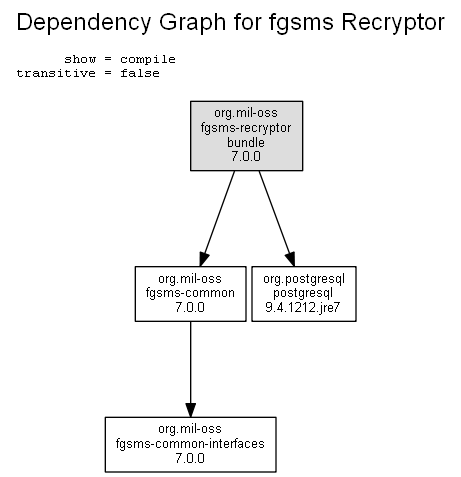 Dependency Graph for fgsms Recryptor
show = compile
transitive = false
org.mil-oss
fgsms-recryptor
bundle
7.0.0
org.mil-oss
fgsms-common
7.0.0
org.postgresql
postgresql
9.4.1212.jre7
org.mil-oss
fgsms-common-interfaces
7.0.0